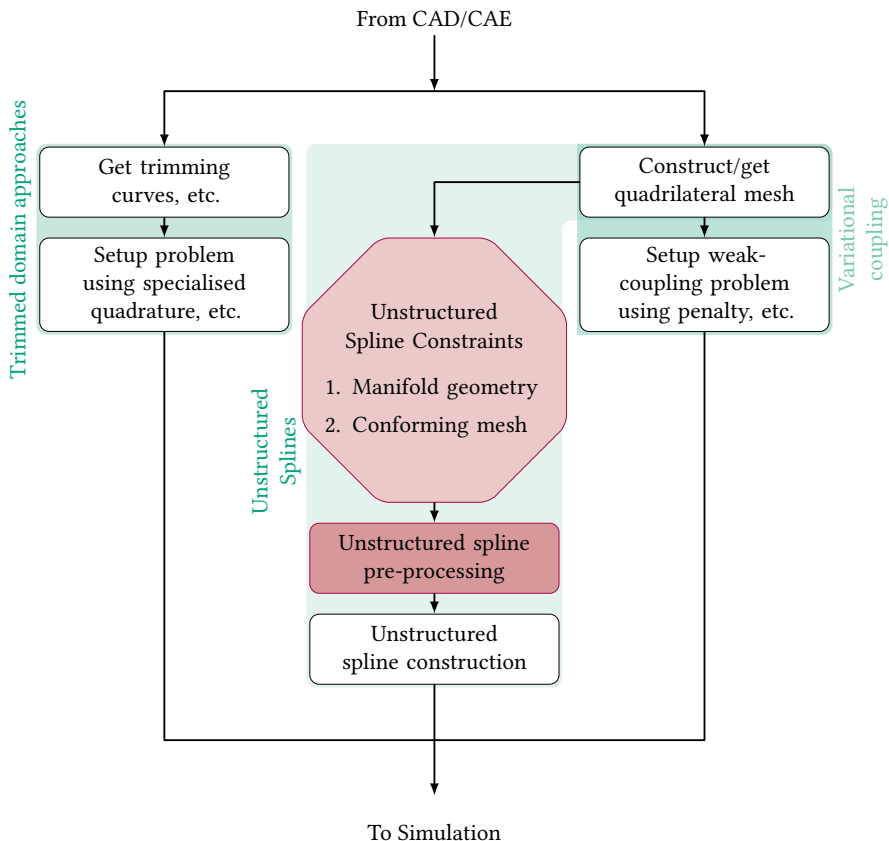 From CAD/CAE
Trimmed domain approaches
Get trimming
curves, etc.
Setup problem
using specialised
quadrature, etc.
Construct/get
quadrilateral mesh
Setup weak-
coupling problem
using penalty, etc.
Variational
coupling
Unstructured
Spline Constraints
1. Manifold geometry
2. Conforming mesh
Unstructured
Splines
Unstructured spline
pre-processing
Unstructured
spline construction
To Simulation